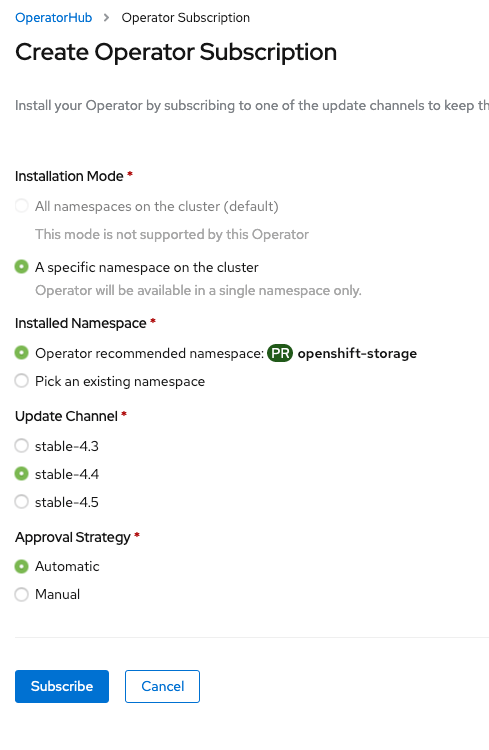 OperatorHub > Operator Subscription
Create Operator Subscription
Install your Operator by subscribing to one of the update channels to keep th
Installation Mode *
All namespaces on the cluster (default)
This mode is not supported by this Operator
A specific namespace on the cluster
Operator will be available in a single namespace only.
Installed Namespace *
Operator recommended namespace: PR openshift-storage
Pick an existing namespace
Update Channel *
stable-4.3
stable-4.4
stable-4.5
Approval Strategy *
Automatic
Manual
Subscribe Cancel